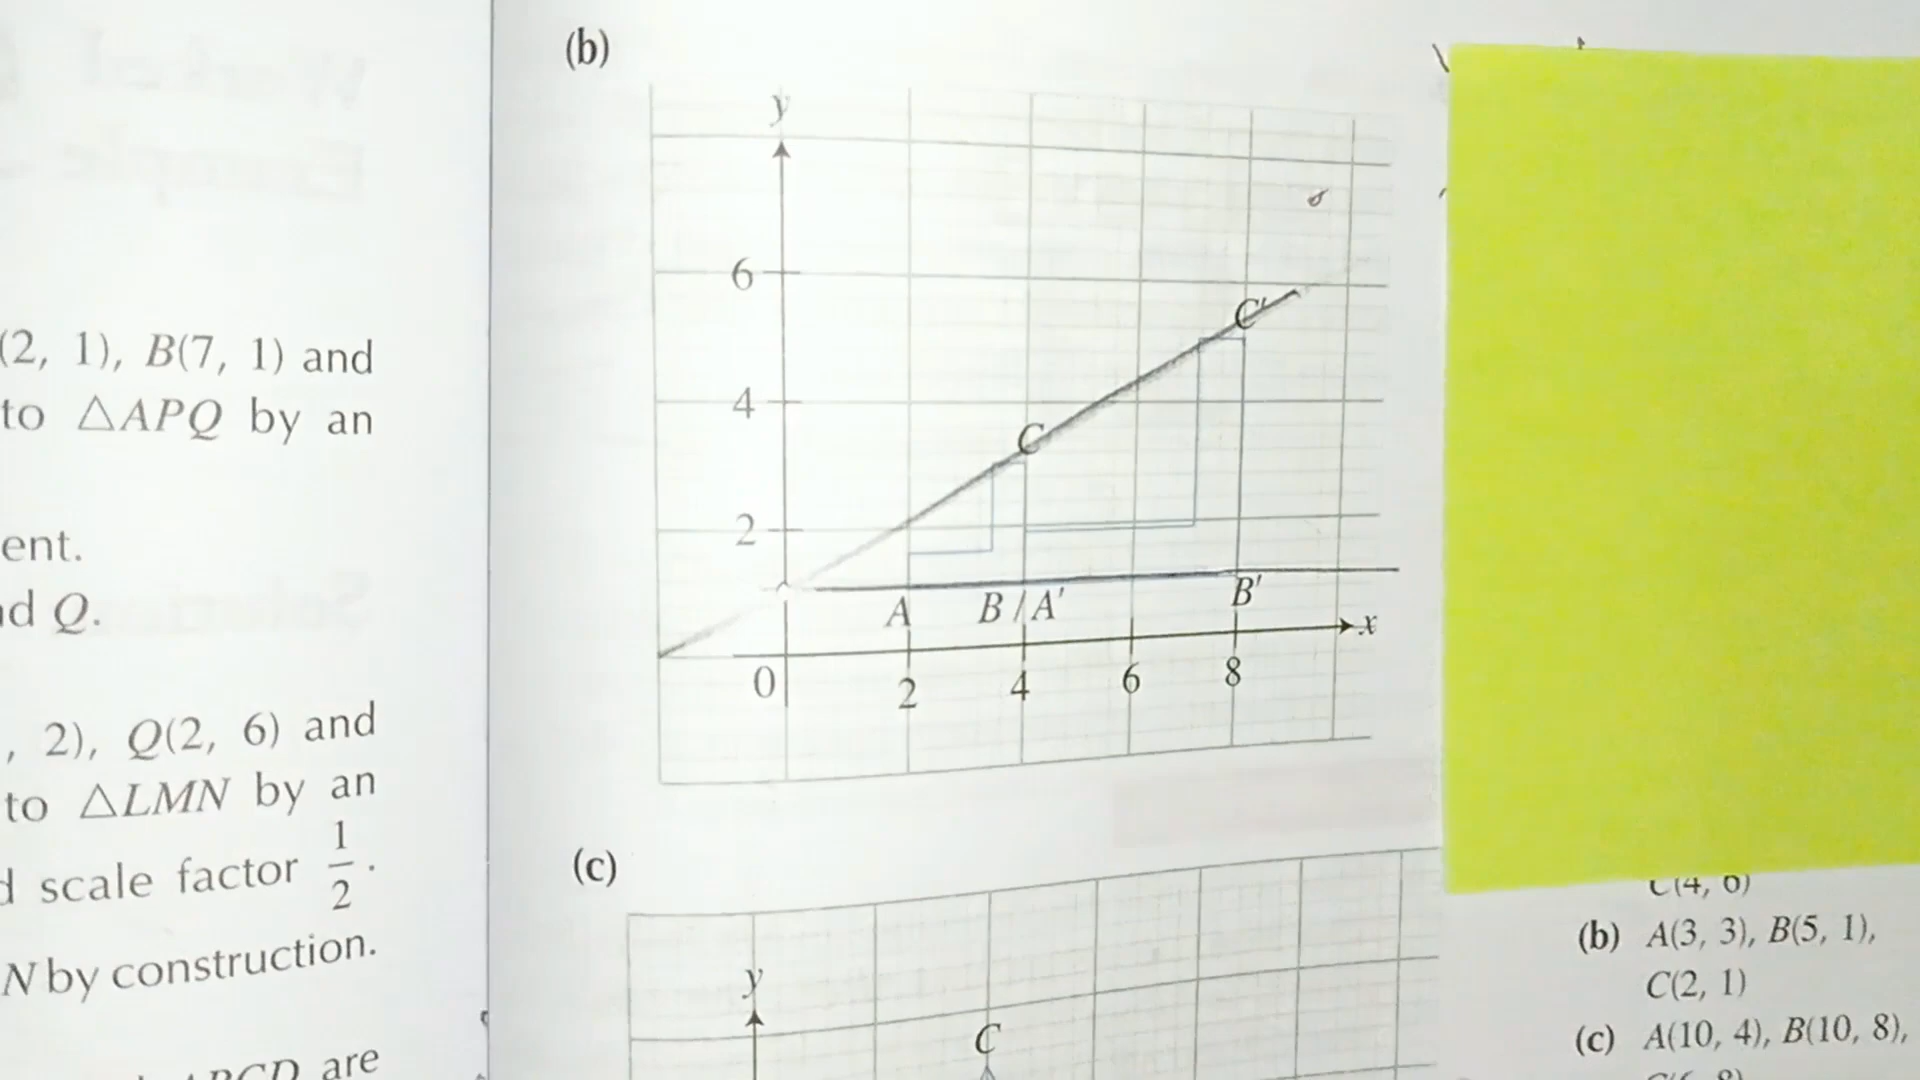 (2, 1), B(7, 1) and
to △APQ by an
ent.
d Q.
, 2), Q(2, 6) and
to △LMN by an
scale factor 1/2.
N by construction.
are
(b)
y
6
C'
4
C
2
A B / A' B'
x
0 2 4 6 8
(c)
y
C
(b) A(3, 3), B(5, 1),
C(2, 1)
(c) A(10, 4), B(10, 8),